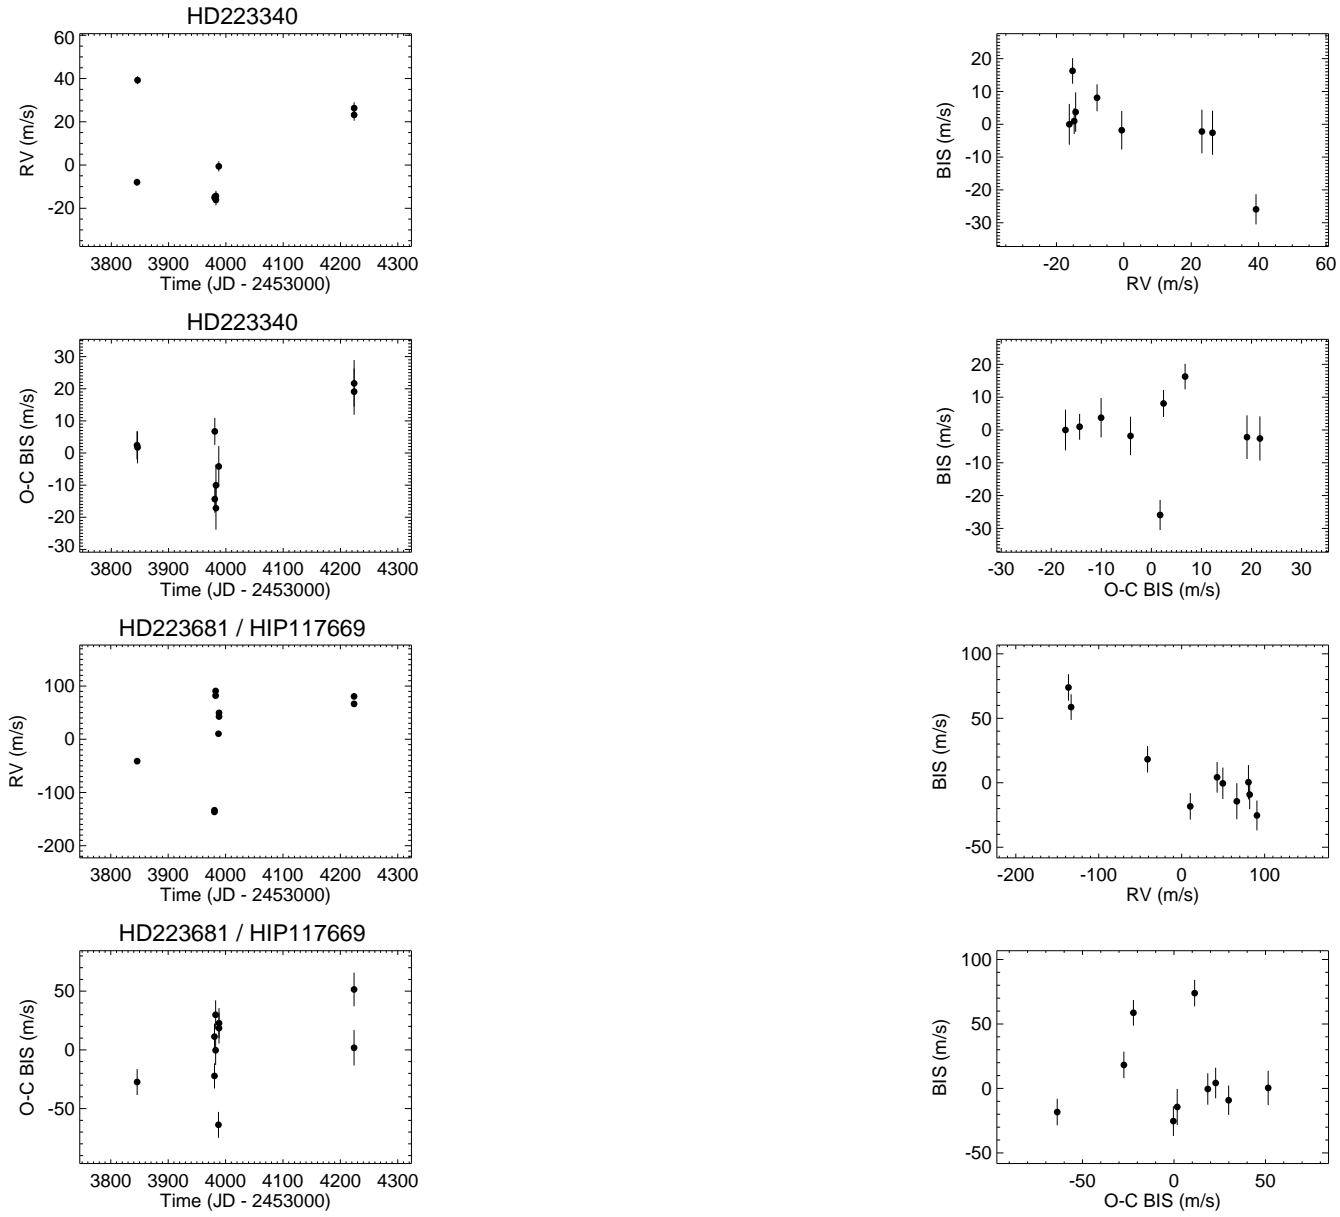 HD223340
60
40
20
0
-20
RV (m/s)
3800 3900 4000 4100 4200 4300
Time (JD - 2453000)
20
10
0
-10
-20
-30
BIS (m/s)
-20 0 20 40 60
RV (m/s)
HD223340
30
20
10
0
-10
-20
-30
O-C BIS (m/s)
3800 3900 4000 4100 4200 4300
Time (JD - 2453000)
20
10
0
-10
-20
-30
BIS (m/s)
-30 -20 -10 0 10 20 30
O-C BIS (m/s)
HD223681 / HIP117669
100
0
-100
-200
RV (m/s)
3800 3900 4000 4100 4200 4300
Time (JD - 2453000)
100
50
0
-50
BIS (m/s)
-200 -100 0 100
RV (m/s)
HD223681 / HIP117669
50
0
-50
O-C BIS (m/s)
3800 3900 4000 4100 4200 4300
Time (JD - 2453000)
100
50
0
-50
BIS (m/s)
-50 0 50
O-C BIS (m/s)